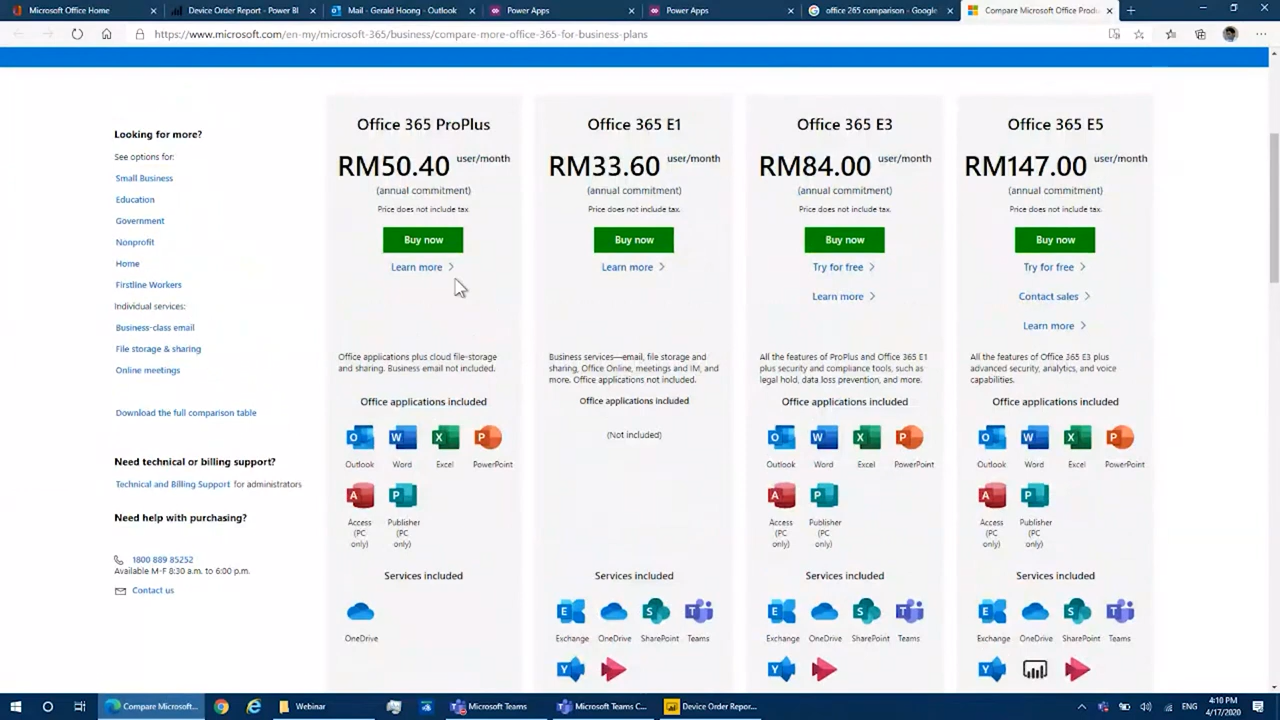 Microsoft Office Home
Device Order Report - Power BI
Mail - Gerald Hoong - Outlook
Power Apps
Power Apps
office 265 comparison - Google
Compare Microsoft Office Produ
https://www.microsoft.com/en-my/microsoft-365/business/compare-more-office-365-for-business-plans
Looking for more?
See options for:
Small Business
Education
Government
Nonprofit
Home
Firstline Workers
Individual services:
Business-class email
File storage & sharing
Online meetings
Download the full comparison table
Need technical or billing support?
Technical and Billing Support for administrators
Need help with purchasing?
1800 889 85252
Available M-F 8:30 a.m. to 6:00 p.m.
Contact us
Office 365 ProPlus
RM50.40 user/month
(annual commitment)
Price does not include tax.
Buy now
Learn more
Office applications plus cloud file-storage
and sharing. Business email not included.
Office applications included
Outlook Word Excel PowerPoint
Access
(PC
only)
Publisher
(PC
only)
Services included
OneDrive
Office 365 E1
RM33.60 user/month
(annual commitment)
Price does not include tax.
Buy now
Learn more
Business services—email, file storage and
sharing, Office Online, meetings and IM, and
more. Office applications not included.
Office applications included
(Not included)
Services included
Exchange OneDrive SharePoint Teams
Office 365 E3
RM84.00 user/month
(annual commitment)
Price does not include tax.
Buy now
Try for free
Learn more
All the features of ProPlus and Office 365 E1
plus security and compliance tools, such as
legal hold, data loss prevention, and more.
Office applications included
Outlook Word Excel PowerPoint
Access
(PC
only)
Publisher
(PC
only)
Services included
Exchange OneDrive SharePoint Teams
Office 365 E5
RM147.00 user/month
(annual commitment)
Price does not include tax.
Buy now
Try for free
Contact sales
Learn more
All the features of Office 365 E3 plus
advanced security, analytics, and voice
capabilities.
Office applications included
Outlook Word Excel PowerPoint
Access
(PC
only)
Publisher
(PC
only)
Services included
Exchange OneDrive SharePoint Teams
Compare Microsoft...
Webinar
Microsoft Teams
Microsoft Teams C...
Device Order Repor...
ENG
4:10 PM
4/17/2020